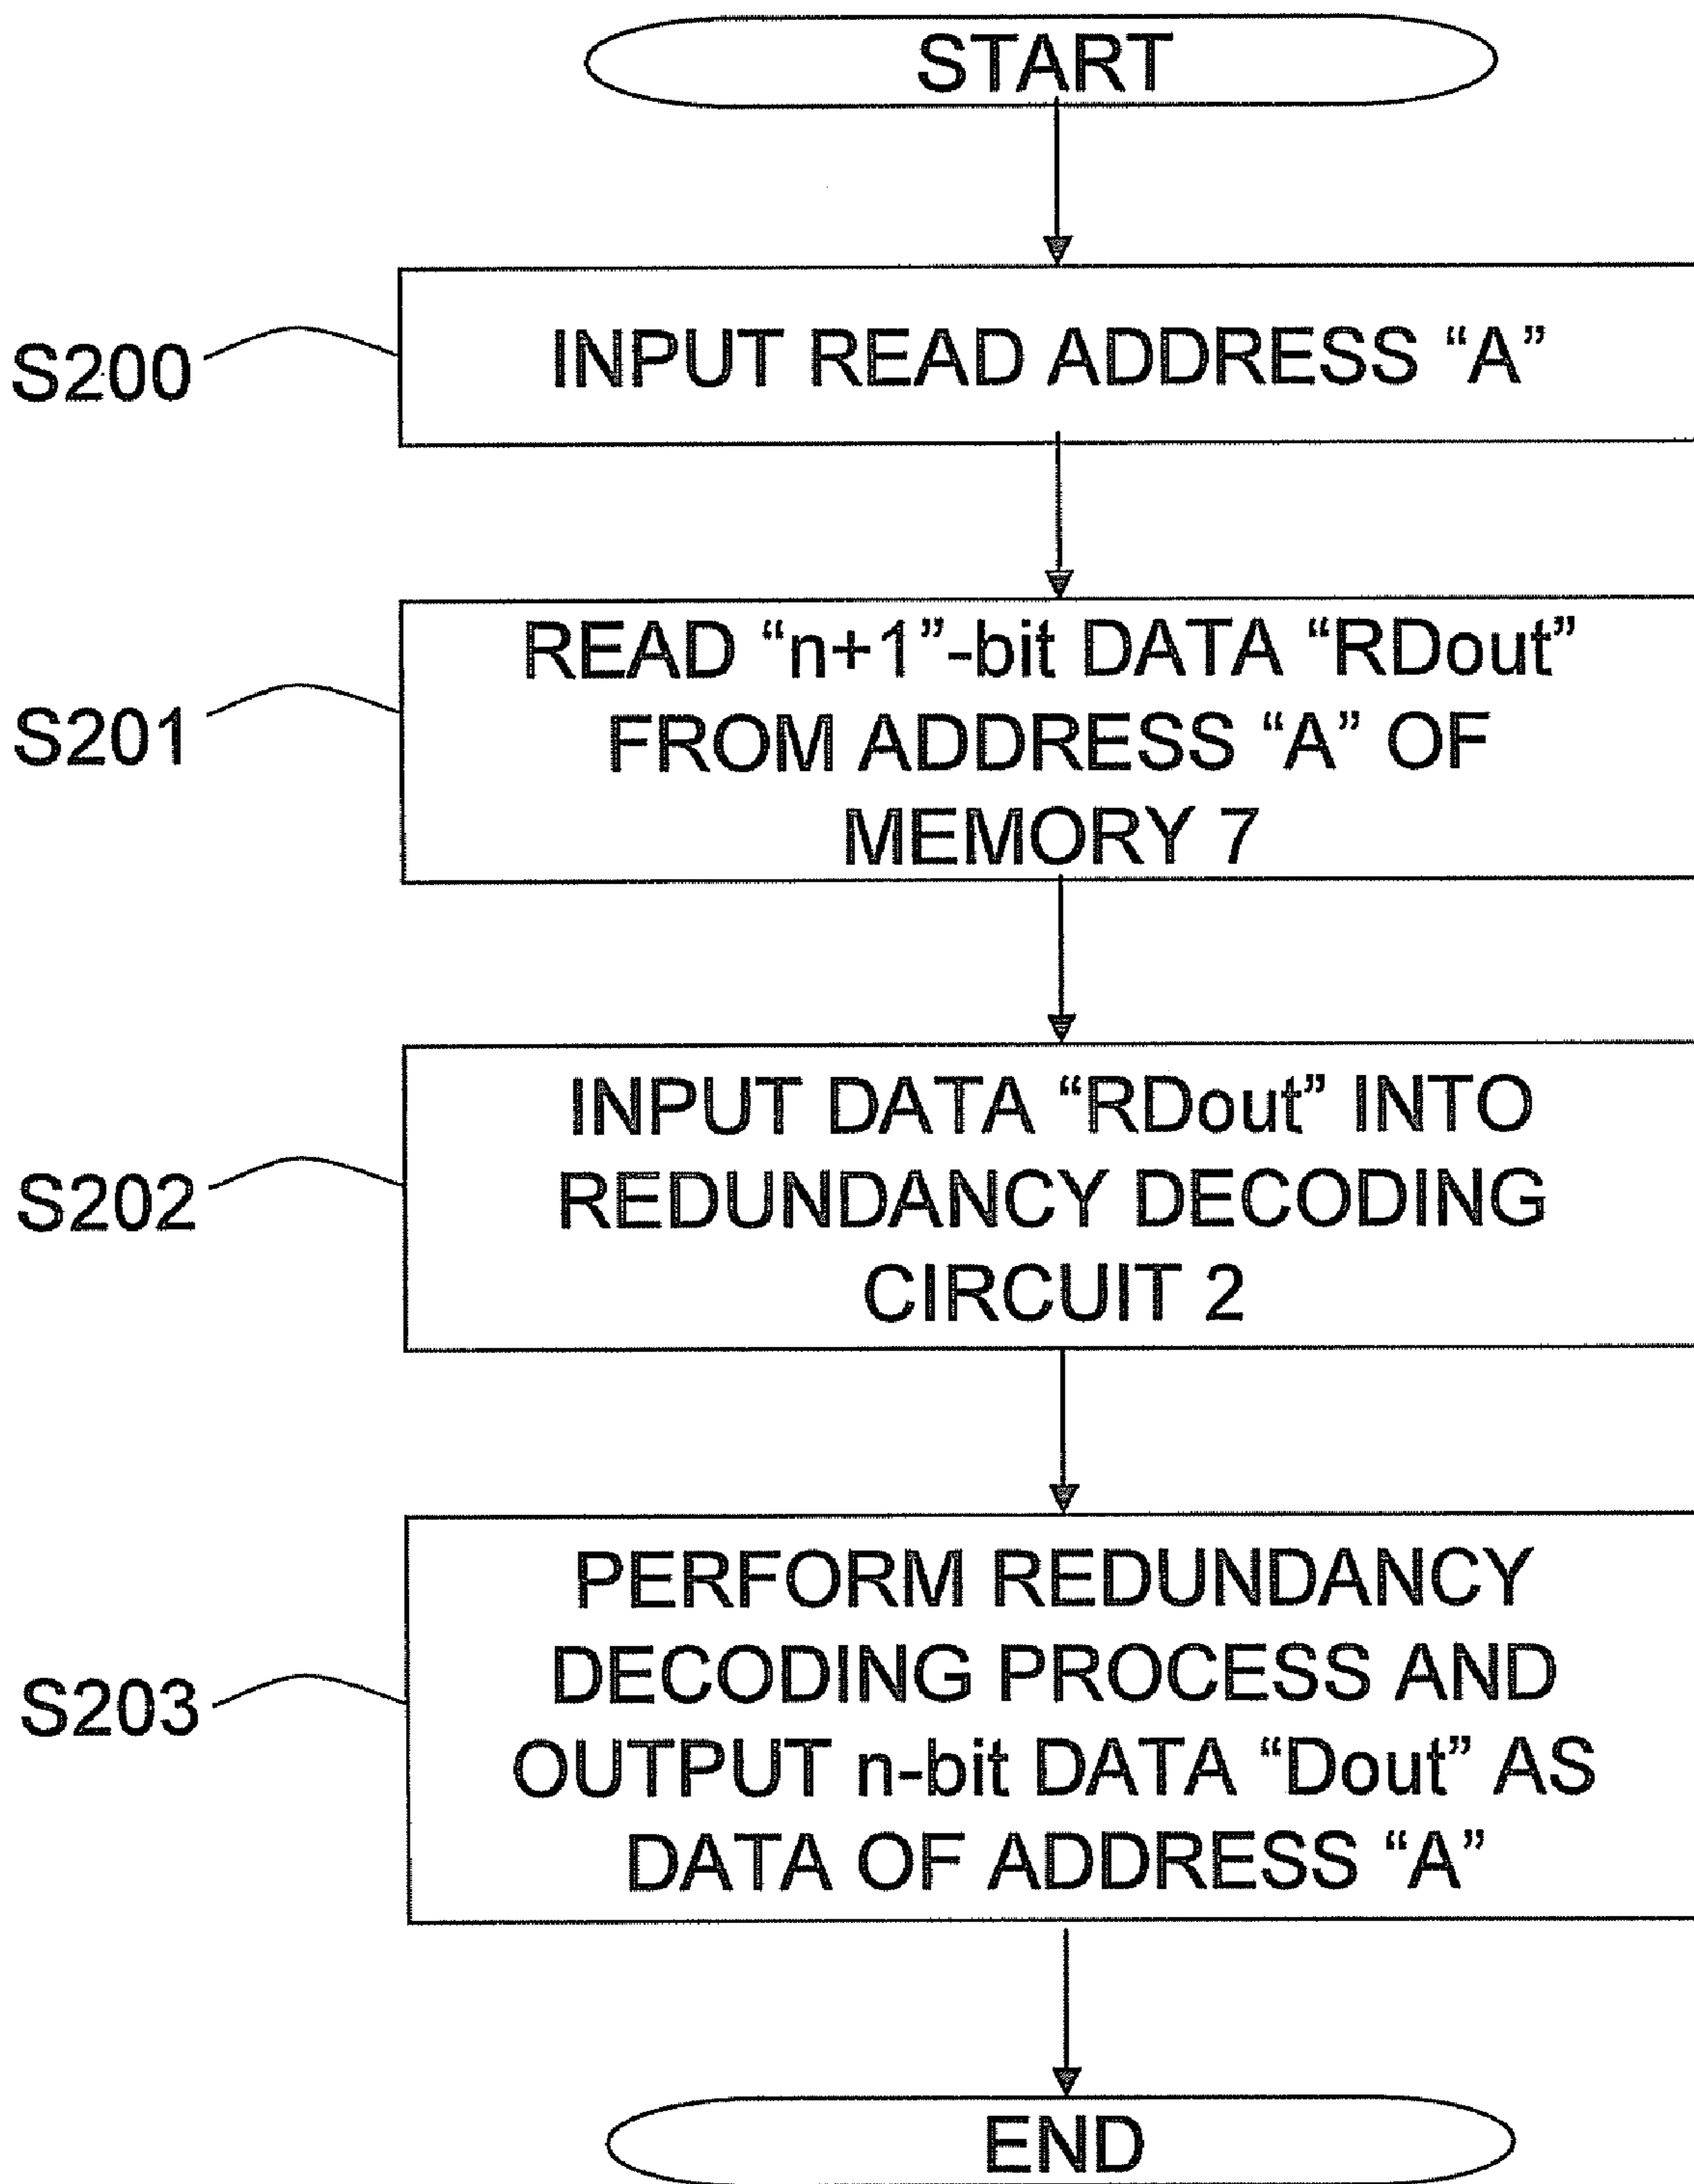 START
S200
INPUT READ ADDRESS “A”
S201
READ “n+1”-bit DATA “RDout”
FROM ADDRESS “A” OF
MEMORY 7
S202
INPUT DATA “RDout” INTO
REDUNDANCY DECODING
CIRCUIT 2
S203
PERFORM REDUNDANCY
DECODING PROCESS AND
OUTPUT n-bit DATA “Dout” AS
DATA OF ADDRESS “A”
END